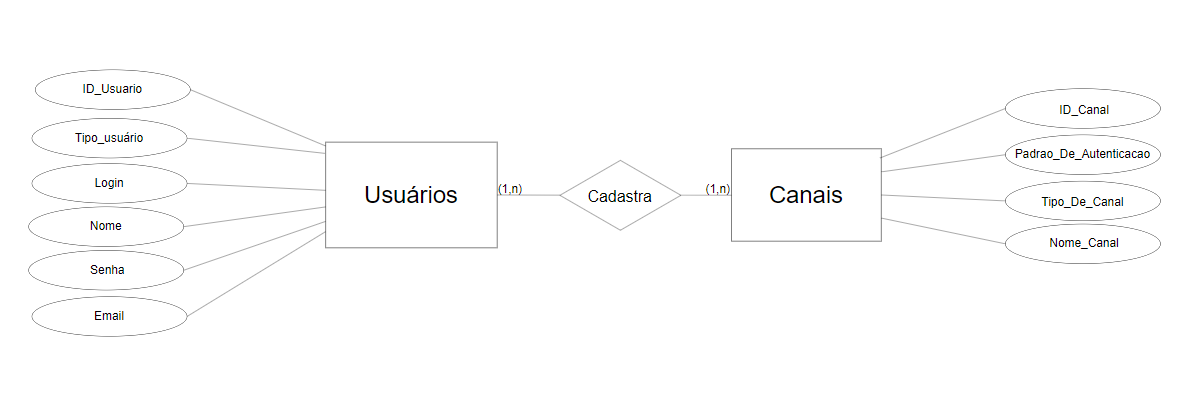 ID_Usuario
Tipo_usuário
Login
Nome
Senha
Email
Usuários
(1,n)
Cadastra
(1,n)
Canais
ID_Canal
Padrao_De_Autenticacao
Tipo_De_Canal
Nome_Canal